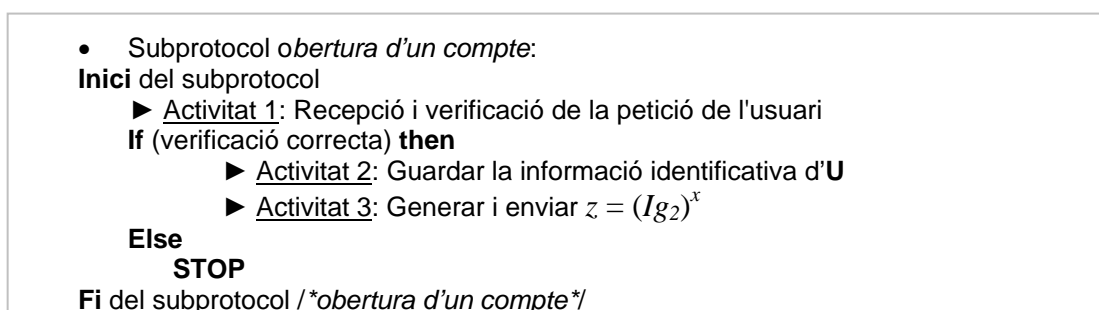 • Subprotocol obertura d'un compte:
Inici del subprotocol
► Activitat 1: Recepció i verificació de la petició de l'usuari
If (verificació correcta) then
► Activitat 2: Guardar la informació identificativa d'U
► Activitat 3: Generar i enviar z = (Ig₂)ˣ
Else
STOP
Fi del subprotocol /*obertura d'un compte*/